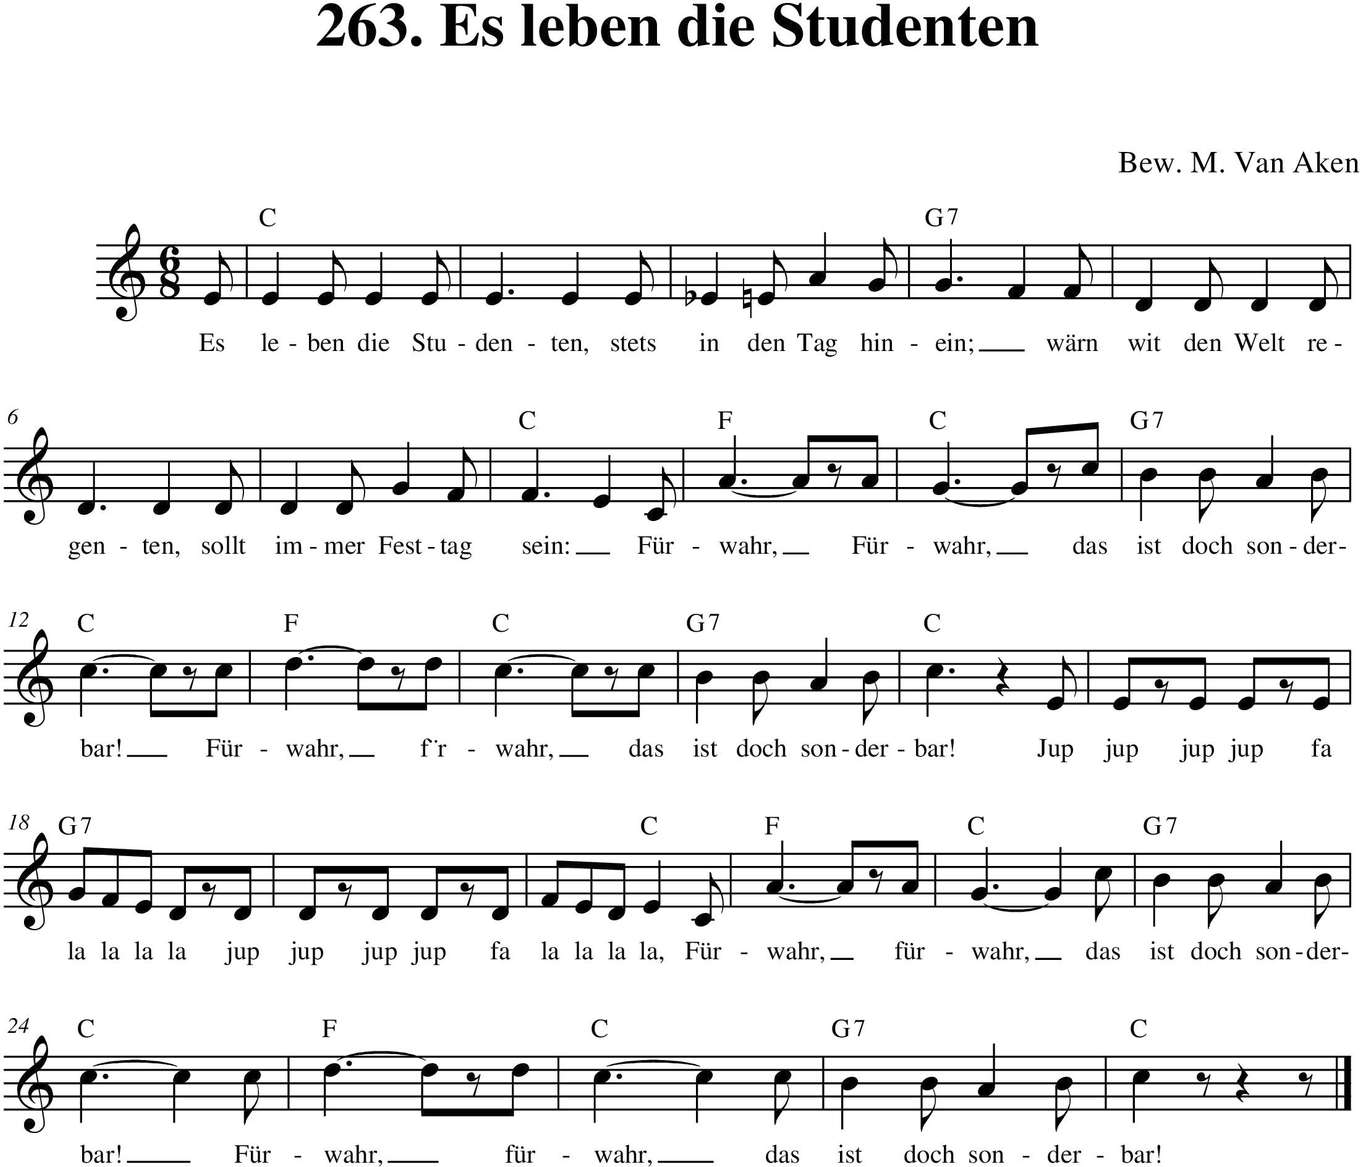 263. Es leben die Studenten
Bew. M. Van Aken
C G7
Es le - ben die Stu - den - ten, stets in den Tag hin - ein; wärn wit den Welt re -
6 C F C G7
gen - ten, sollt im - mer Fest - tag sein: Für - wahr, Für - wahr, das ist doch son - der-
12 C F C G7 C
bar! Für - wahr, f¨r - wahr, das ist doch son - der - bar! Jup jup jup jup fa
18 G7 C F C G7
la la la la jup jup jup jup fa la la la la, Für - wahr, für - wahr, das ist doch son - der-
24 C F C G7 C
bar! Für - wahr, für - wahr, das ist doch son - der - bar!